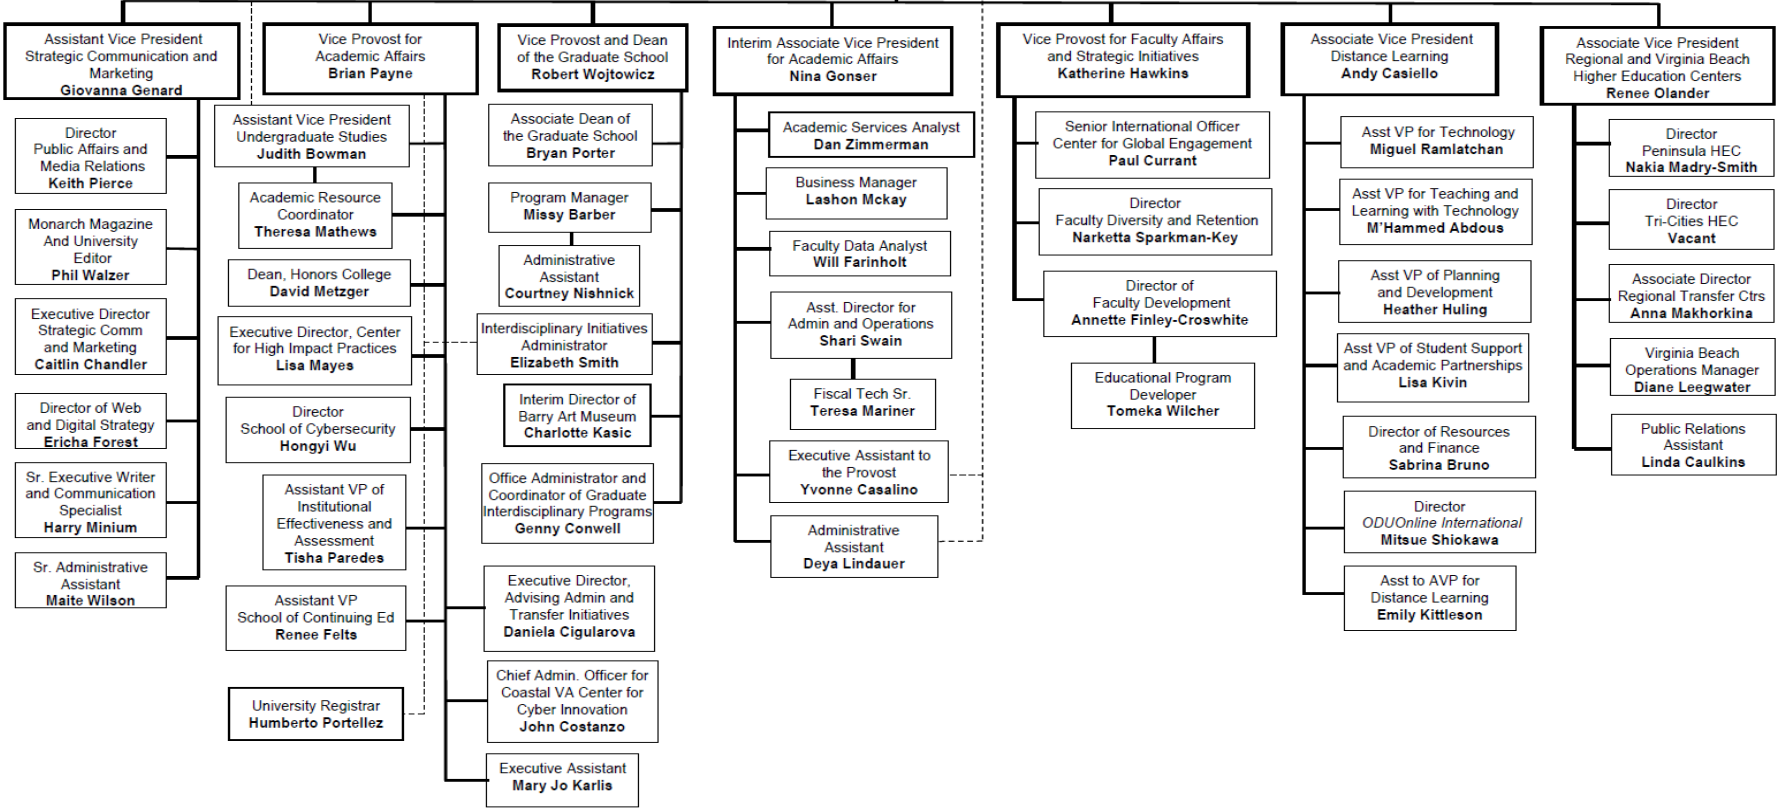 Assistant Vice President
Strategic Communication and
Marketing
Giovanna Genard
Director
Public Affairs and
Media Relations
Keith Pierce
Monarch Magazine
And University
Editor
Phil Walzer
Executive Director
Strategic Comm
and Marketing
Caitlin Chandler
Director of Web
and Digital Strategy
Ericha Forest
Sr. Executive Writer
and Communication
Specialist
Harry Minium
Sr. Administrative
Assistant
Maite Wilson
Vice Provost for
Academic Affairs
Brian Payne
Assistant Vice President
Undergraduate Studies
Judith Bowman
Academic Resource
Coordinator
Theresa Mathews
Dean, Honors College
David Metzger
Executive Director, Center
for High Impact Practices
Lisa Mayes
Director
School of Cybersecurity
Hongyi Wu
Assistant VP of
Institutional
Effectiveness and
Assessment
Tisha Paredes
Assistant VP
School of Continuing Ed
Renee Felts
University Registrar
Humberto Portellez
Executive Director,
Advising Admin and
Transfer Initiatives
Daniela Cigularova
Chief Admin. Officer for
Coastal VA Center for
Cyber Innovation
John Costanzo
Executive Assistant
Mary Jo Karlis
Vice Provost and Dean
of the Graduate School
Robert Wojtowicz
Associate Dean of
the Graduate School
Bryan Porter
Program Manager
Missy Barber
Administrative
Assistant
Courtney Nishnick
Interdisciplinary Initiatives
Administrator
Elizabeth Smith
Interim Director of
Barry Art Museum
Charlotte Kasic
Office Administrator and
Coordinator of Graduate
Interdisciplinary Programs
Genny Conwell
Interim Associate Vice President
for Academic Affairs
Nina Gonser
Academic Services Analyst
Dan Zimmerman
Business Manager
Lashon Mckay
Faculty Data Analyst
Will Farinholt
Asst. Director for
Admin and Operations
Shari Swain
Fiscal Tech Sr.
Teresa Mariner
Executive Assistant to
the Provost
Yvonne Casalino
Administrative
Assistant
Deya Lindauer
Vice Provost for Faculty Affairs
and Strategic Initiatives
Katherine Hawkins
Senior International Officer
Center for Global Engagement
Paul Currant
Director
Faculty Diversity and Retention
Narketta Sparkman-Key
Director of
Faculty Development
Annette Finley-Croswhite
Educational Program
Developer
Tomeka Wilcher
Associate Vice President
Distance Learning
Andy Casiello
Asst VP for Technology
Miguel Ramlatchan
Asst VP for Teaching and
Learning with Technology
M'Hammed Abdous
Asst VP of Planning
and Development
Heather Huling
Asst VP of Student Support
and Academic Partnerships
Lisa Kivin
Director of Resources
and Finance
Sabrina Bruno
Director
ODUOnline International
Mitsue Shiokawa
Asst to AVP for
Distance Learning
Emily Kittleson
Associate Vice President
Regional and Virginia Beach
Higher Education Centers
Renee Olander
Director
Peninsula HEC
Nakia Madry-Smith
Director
Tri-Cities HEC
Vacant
Associate Director
Regional Transfer Ctrs
Anna Makhorkina
Virginia Beach
Operations Manager
Diane Leegwater
Public Relations
Assistant
Linda Caulkins